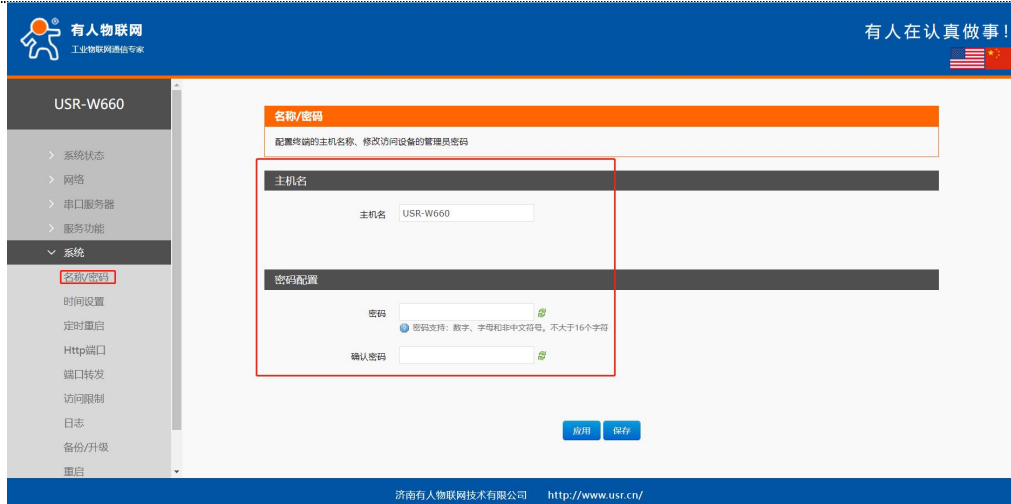 有人物联网
工业物联网通信专家
有人在认真做事!
USR-W660
系统状态
网络
串口服务器
服务功能
系统
名称/密码
时间设置
定时重启
Http端口
端口转发
访问限制
日志
备份/升级
重启
名称/密码
配置终端的主机名称、修改访问设备的管理员密码
主机名
主机名 USR-W660
密码配置
密码
密码支持：数字、字母和非中文符号。不大于16个字符
确认密码
应用 保存
济南有人物联网技术有限公司 http://www.usr.cn/